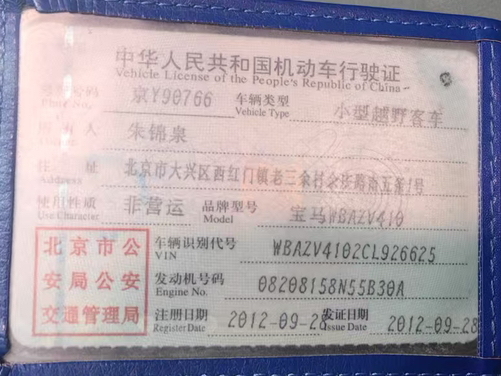 中华人民共和国机动车行驶证
Vehicle License of the People's Republic of China
号牌号码 京Y90766 车辆类型 小型越野客车
Plate No. Vehicle Type
所有人 朱锦泉
住址 北京市大兴区西红门镇老三余村公
Address
使用性质 非营运 品牌型号 宝马WBAZV410
Use Character Model
北京市公
安局公安
交通管理局
车辆识别代号 WBAZV4102CL926625
VIN
发动机号码 08208158N55B30A
Engine No.
注册日期 2012-09-28 发证日期 2012-09-28
Register Date Issue Date